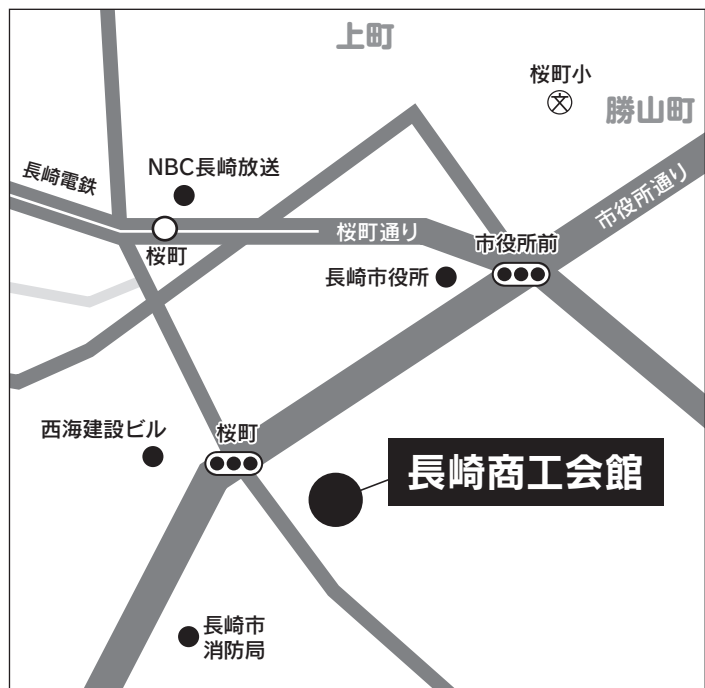 上町
桜町小
文
勝山町
長崎電鉄
NBC長崎放送
市役所通り
桜町通り
市役所前
桜町
長崎市役所
西海建設ビル
桜町
長崎商工会館
長崎市
消防局